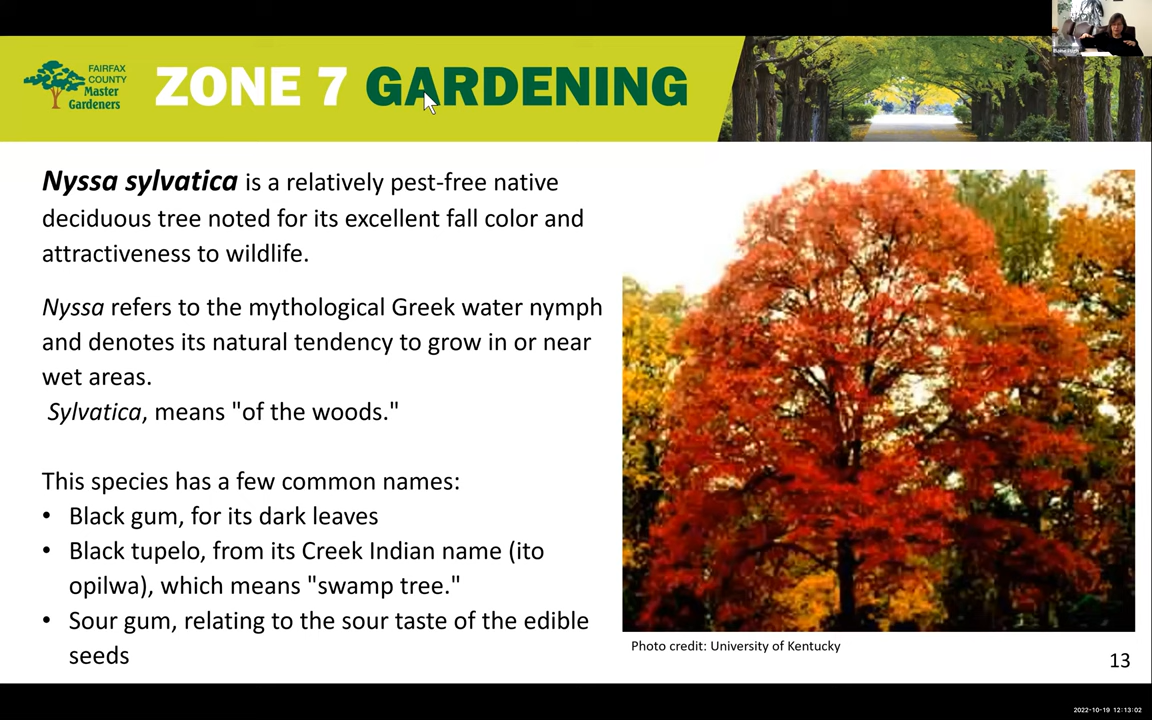 FAIRFAX
COUNTY
Master
Gardeners
ZONE 7 GARDENING
Nyssa sylvatica is a relatively pest-free native
deciduous tree noted for its excellent fall color and
attractiveness to wildlife.
Nyssa refers to the mythological Greek water nymph
and denotes its natural tendency to grow in or near
wet areas.
Sylvatica, means "of the woods."
This species has a few common names:
• Black gum, for its dark leaves
• Black tupelo, from its Creek Indian name (ito
opilwa), which means "swamp tree."
• Sour gum, relating to the sour taste of the edible
seeds
Photo credit: University of Kentucky
13
2022-10-19 12:13:02